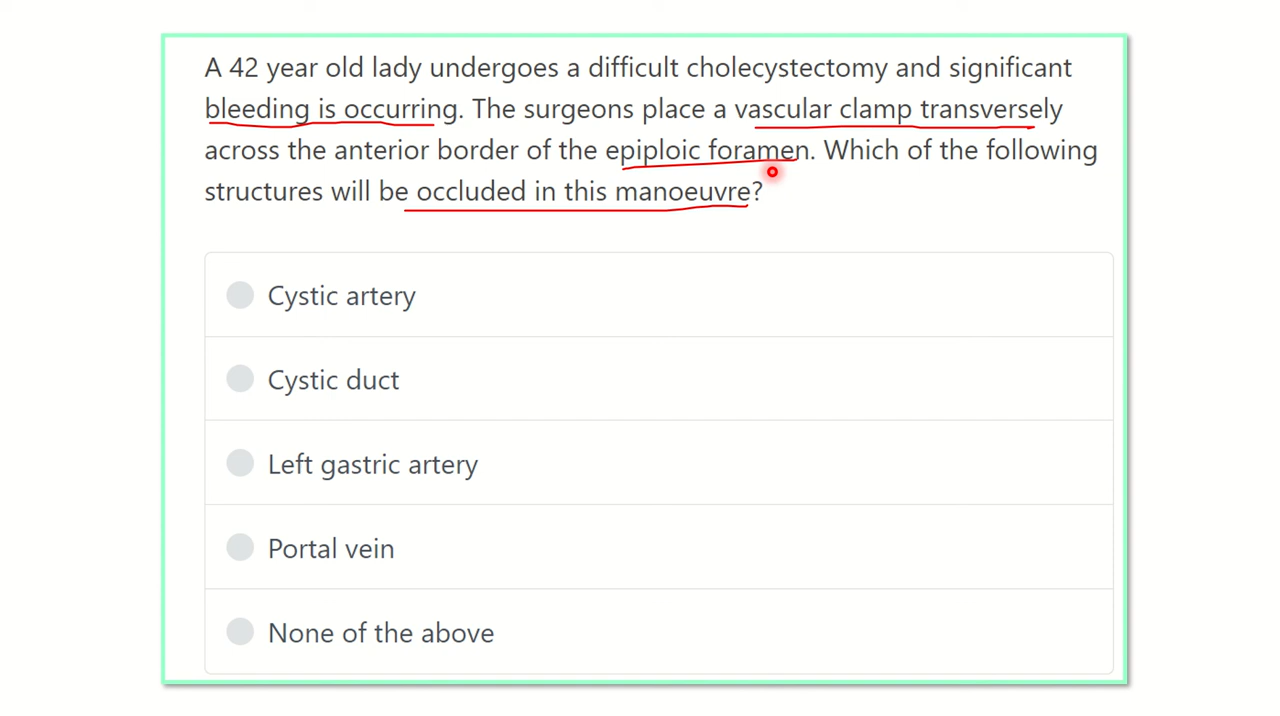 A 42 year old lady undergoes a difficult cholecystectomy and significant
bleeding is occurring. The surgeons place a vascular clamp transversely
across the anterior border of the epiploic foramen. Which of the following
structures will be occluded in this manoeuvre?
Cystic artery
Cystic duct
Left gastric artery
Portal vein
None of the above